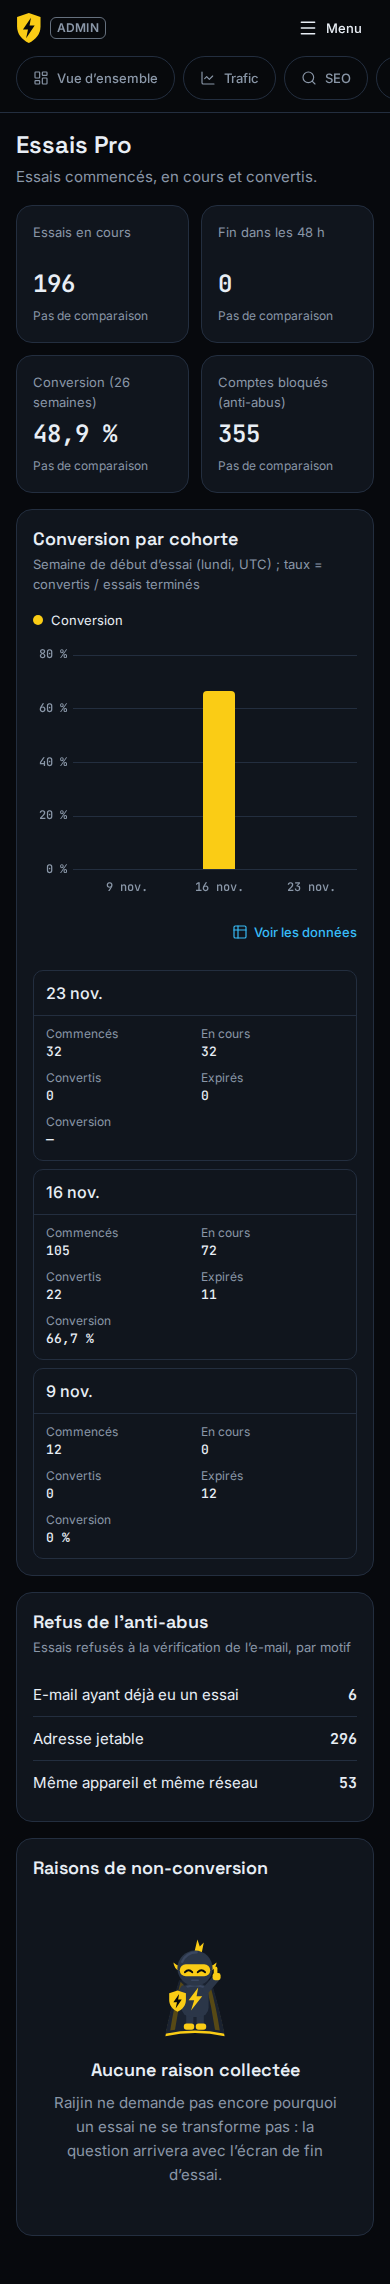 ADMIN
Menu
Vue d’ensemble
Trafic
SEO
Essais Pro
Essais commencés, en cours et convertis.
Essais en cours
196
Pas de comparaison
Fin dans les 48 h
0
Pas de comparaison
Conversion (26
semaines)
48,9 %
Pas de comparaison
Comptes bloqués
(anti-abus)
355
Pas de comparaison
Conversion par cohorte
Semaine de début d’essai (lundi, UTC) ; taux =
convertis / essais terminés
Conversion
80 %
60 %
40 %
20 %
0 %
9 nov.
16 nov.
23 nov.
Voir les données
23 nov.
Commencés
32
En cours
32
Convertis
0
Expirés
0
Conversion
—
16 nov.
Commencés
105
En cours
72
Convertis
22
Expirés
11
Conversion
66,7 %
9 nov.
Commencés
12
En cours
0
Convertis
0
Expirés
12
Conversion
0 %
Refus de l’anti-abus
Essais refusés à la vérification de l’e-mail, par motif
E-mail ayant déjà eu un essai
6
Adresse jetable
296
Même appareil et même réseau
53
Raisons de non-conversion
Aucune raison collectée
Raijin ne demande pas encore pourquoi
un essai ne se transforme pas : la
question arrivera avec l’écran de fin
d’essai.